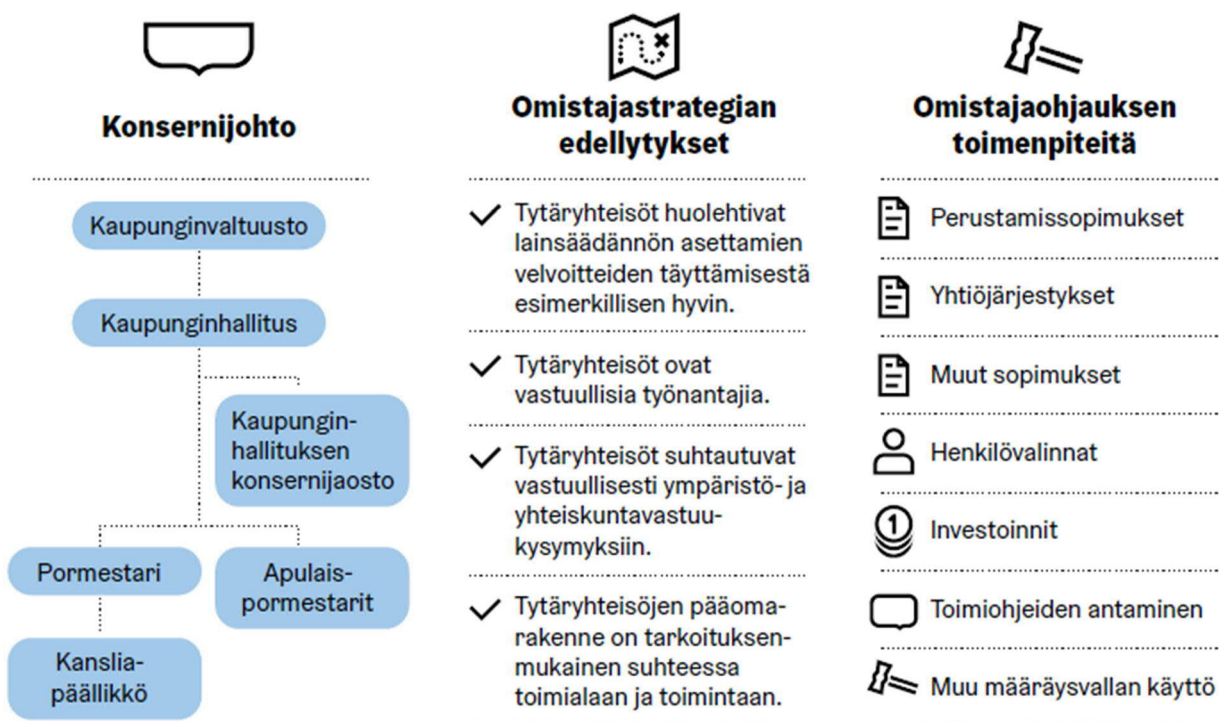 Konsernijohto
Kaupunginvaltuusto
Kaupunginhallitus
Kaupungin-
hallituksen
konsernijaosto
Pormestari
Apulais-
pormestarit
Kanslia-
päällikkö
Omistajastrategian
edellytykset
Tytäryhteisöt huolehtivat
lainsäädännön asettamien
velvoitteiden täyttämisestä
esimerkillisen hyvin.
Tytäryhteisöt ovat
vastuullisia työnantajia.
Tytäryhteisöt suhtautuvat
vastuullisesti ympäristö- ja
yhteiskuntavastuu-
kysymyksiin.
Tytäryhteisöjen pääoma-
rakenne on tarkoituksen-
mukainen suhteessa
toimialaan ja toimintaan.
Omistajaohjauksen
toimenpiteitä
Perustamissopimukset
Yhtiöjärjestykset
Muut sopimukset
Henkilövalinnat
1
Investoinnit
Toimiohjeiden antaminen
Muu määräysvallan käyttö